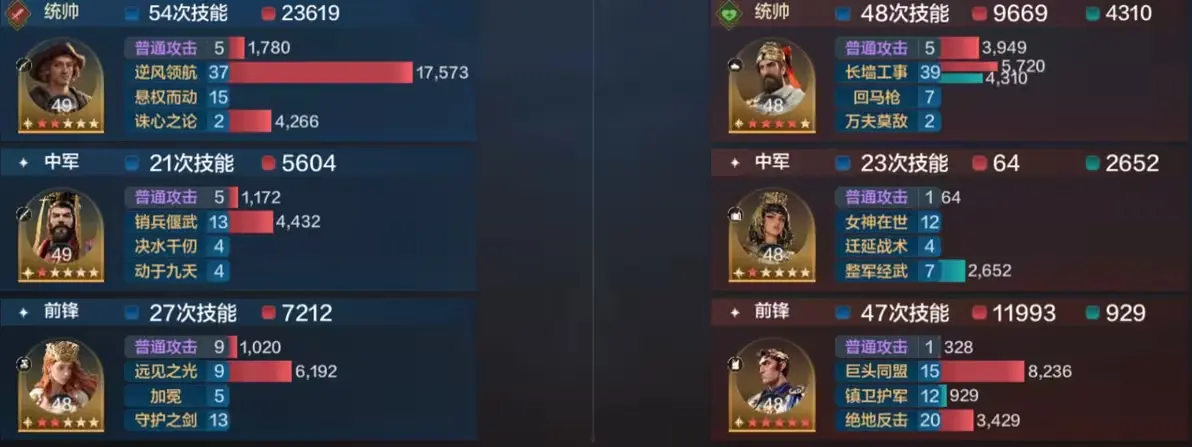 统帅 54次技能 23619
49
普通攻击 5 1,780
逆风领航 37 17,573
悬权而动 15
诛心之论 2 4,266
中军 21次技能 5604
49
普通攻击 5 1,172
销兵偃武 13 4,432
决水千仞 4
动于九天 4
前锋 27次技能 7212
48
普通攻击 9 1,020
远见之光 9 6,192
加冕 5
守护之剑 13
统帅 48次技能 9669 4310
48
普通攻击 5 3,949
长墙工事 39 5,720 4,310
回马枪 7
万夫莫敌 2
中军 23次技能 64 2652
48
普通攻击 1 64
女神在世 12
迂延战术 4
整军经武 7 2,652
前锋 47次技能 11993 929
48
普通攻击 1 328
巨头同盟 15 8,236
镇卫护军 12 929
绝地反击 20 3,429